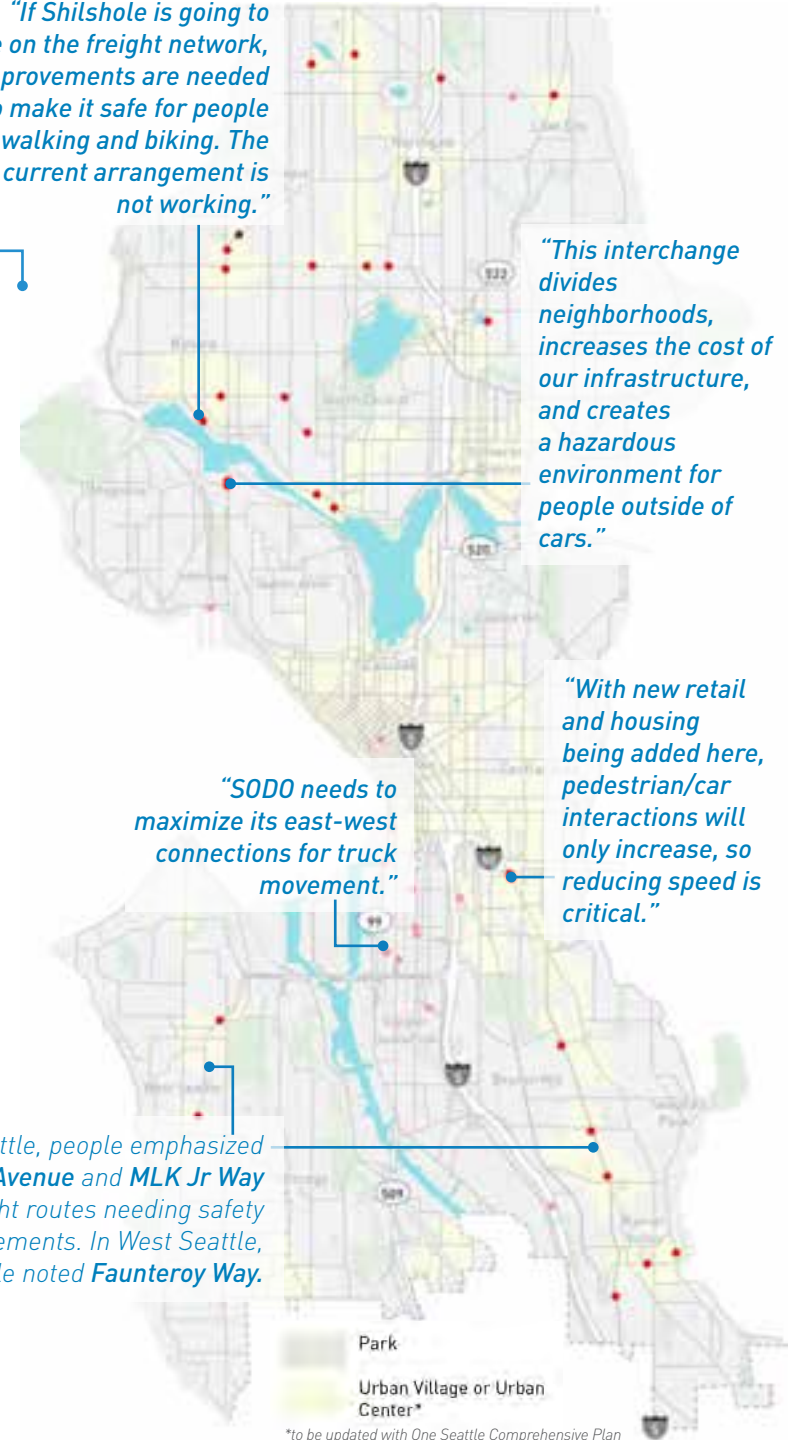 “If Shilshole is going to
on the freight network,
provements are needed
make it safe for people
walking and biking. The
current arrangement is
not working.”
522
“This interchange
divides
neighborhoods,
increases the cost of
our infrastructure,
and creates
a hazardous
environment for
people outside of
cars.”
520
“With new retail
and housing
being added here,
pedestrian/car
interactions will
only increase, so
reducing speed is
critical.”
“SODO needs to
maximize its east-west
connections for truck
movement.”
99
ttle, people emphasized
Avenue and MLK Jr Way
ht routes needing safety
ements. In West Seattle,
le noted Faunteroy Way.
509
Park
Urban Village or Urban
Center*
*to be updated with One Seattle Comprehensive Plan